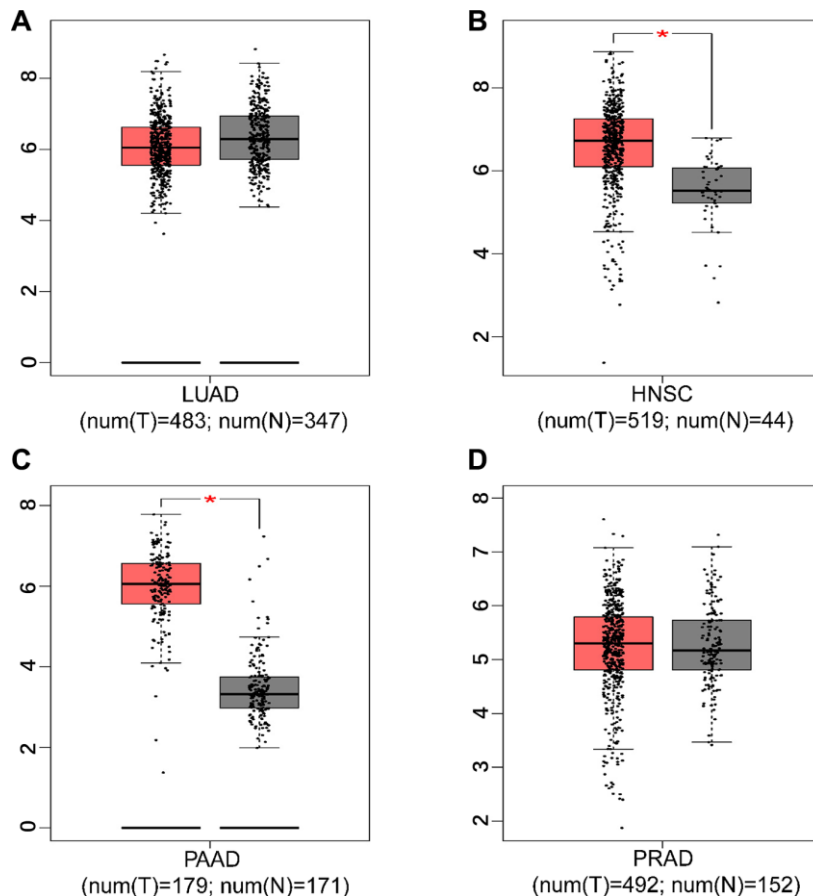 A
8
6
4
2
0
LUAD
(num(T)=483; num(N)=347)
B
*
8
6
4
2
HNSC
(num(T)=519; num(N)=44)
C
*
8
6
4
2
0
PAAD
(num(T)=179; num(N)=171)
D
8
7
6
5
4
3
2
PRAD
(num(T)=492; num(N)=152)